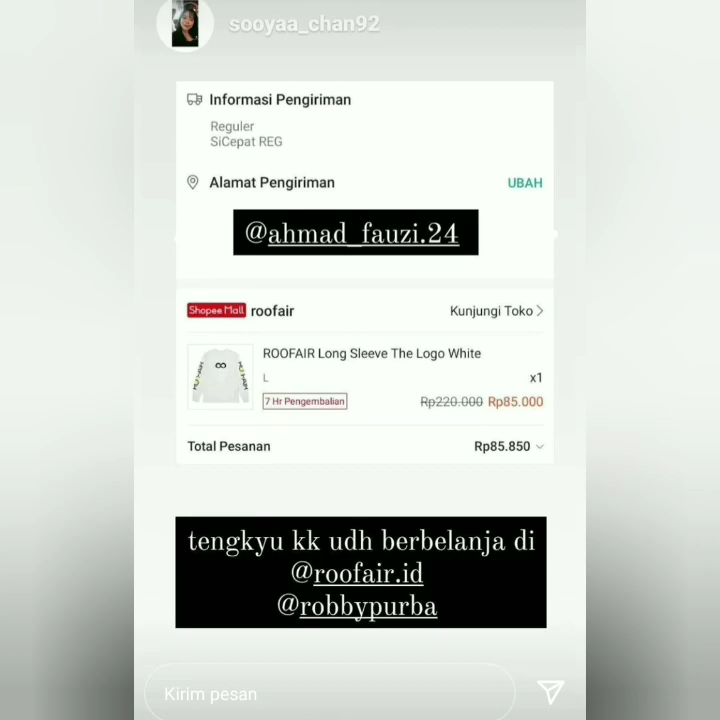 sooyaa_chan92
Informasi Pengiriman
Reguler
SiCepat REG
Alamat Pengiriman
UBAH
@ahmad_fauzi.24
Shopee Mall roofair
Kunjungi Toko
ROOFAIR Long Sleeve The Logo White
L
x1
7 Hr Pengembalian
Rp220.000 Rp85.000
Total Pesanan
Rp85.850
tengkyu kk udh berbelanja di
@roofair.id
@robbypurba
Kirim pesan